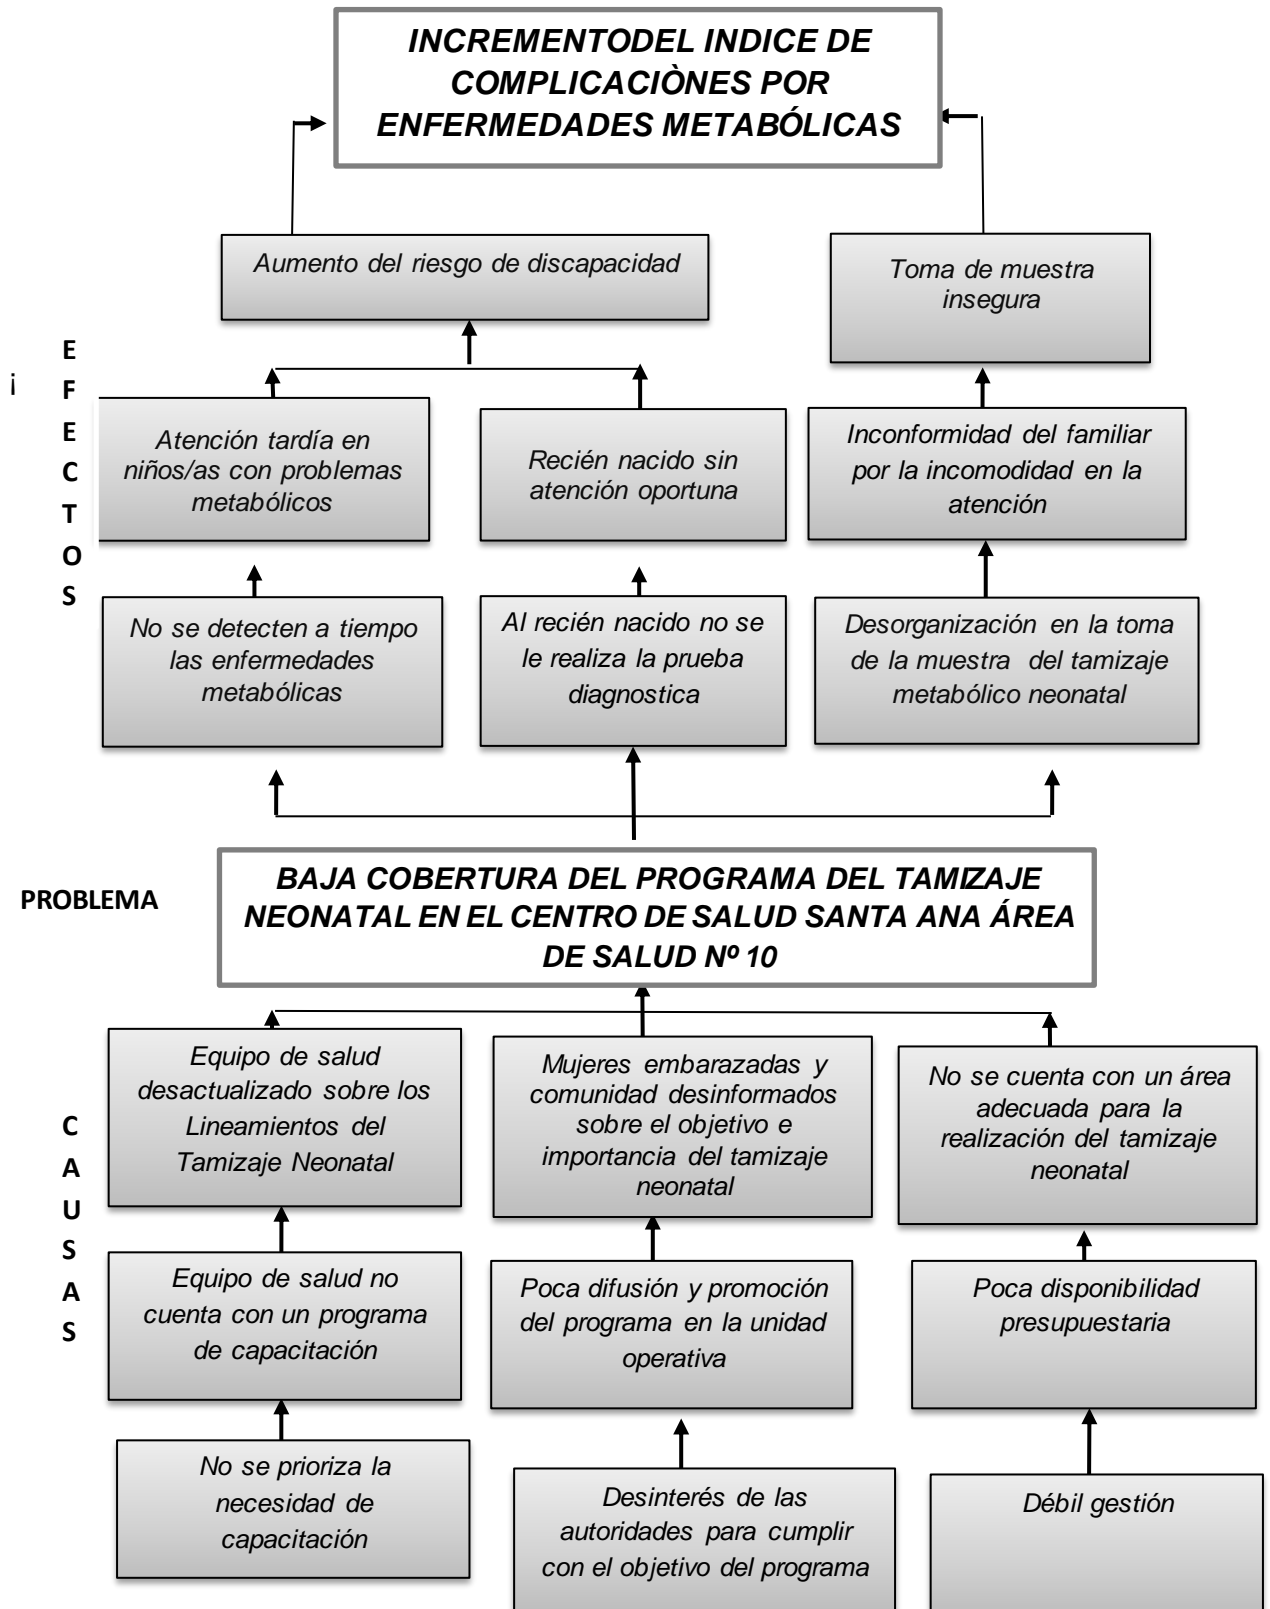 INCREMENTODEL INDICE DE
COMPLICACIÒNES POR
ENFERMEDADES METABÓLICAS
Aumento del riesgo de discapacidad
Toma de muestra
insegura
¡
E
F
E
C
T
O
S
Atención tardía en
niños/as con problemas
metabólicos
Recién nacido sin
atención oportuna
Inconformidad del familiar
por la incomodidad en la
atención
No se detecten a tiempo
las enfermedades
metabólicas
Al recién nacido no se
le realiza la prueba
diagnostica
Desorganización en la toma
de la muestra del tamizaje
metabólico neonatal
PROBLEMA
BAJA COBERTURA DEL PROGRAMA DEL TAMIZAJE
NEONATAL EN EL CENTRO DE SALUD SANTA ANA ÁREA
DE SALUD Nº 10
C
A
U
S
A
S
Equipo de salud
desactualizado sobre los
Lineamientos del
Tamizaje Neonatal
Mujeres embarazadas y
comunidad desinformados
sobre el objetivo e
importancia del tamizaje
neonatal
No se cuenta con un área
adecuada para la
realización del tamizaje
neonatal
Equipo de salud no
cuenta con un programa
de capacitación
Poca difusión y promoción
del programa en la unidad
operativa
Poca disponibilidad
presupuestaria
No se prioriza la
necesidad de
capacitación
Desinterés de las
autoridades para cumplir
con el objetivo del programa
Débil gestión